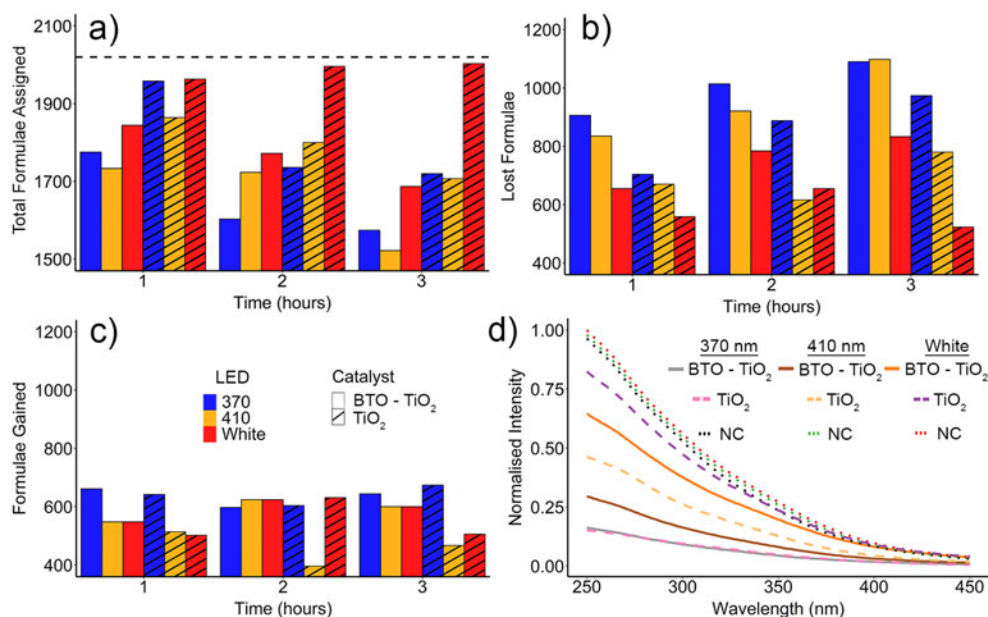 a)
Total Formulae Assigned
2100
1900
1700
1500
1 2 3
Time (hours)
b)
Lost Formulae
1200
1000
800
600
400
1 2 3
Time (hours)
c)
Formulae Gained
1200
1000
800
600
400
LED
370
410
White
Catalyst
BTO - TiO₂
TiO₂
1 2 3
Time (hours)
d)
Normalised Intensity
1.00
0.75
0.50
0.25
0.00
370 nm 410 nm White
BTO - TiO₂ BTO - TiO₂ BTO - TiO₂
TiO₂ TiO₂ TiO₂
NC NC NC
250 300 350 400 450
Wavelength (nm)